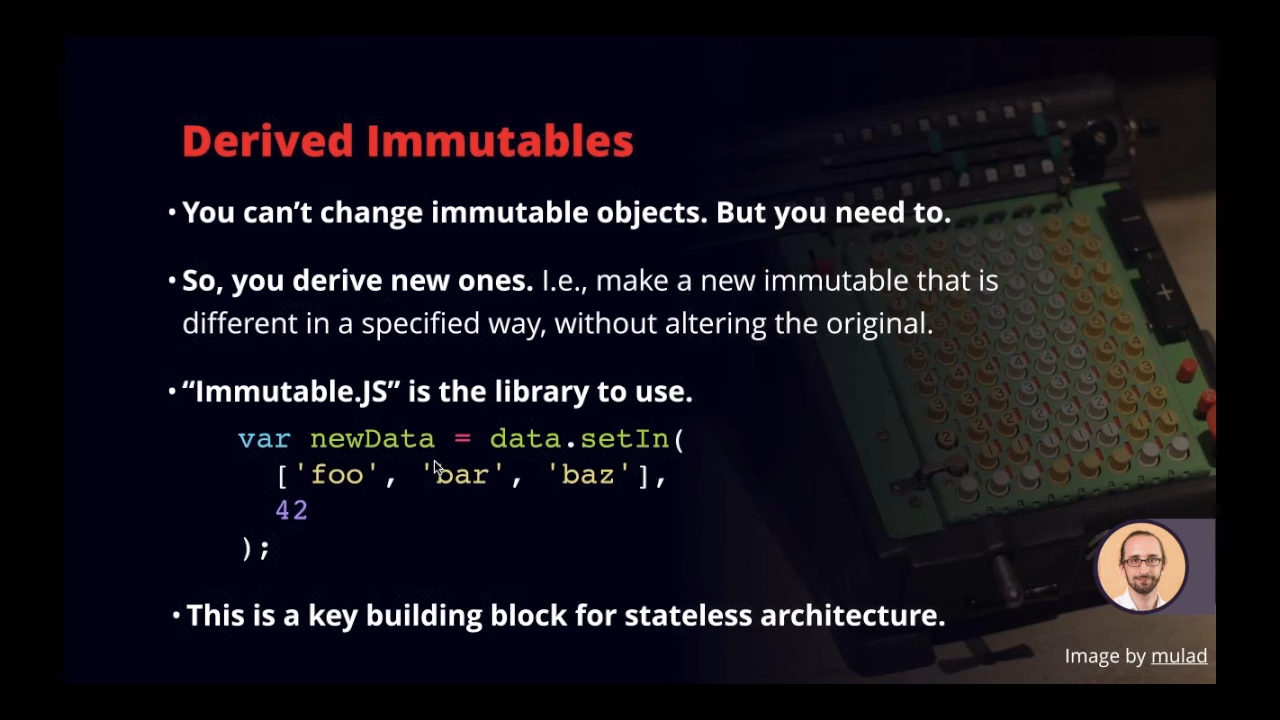 Derived Immutables
• You can’t change immutable objects. But you need to.
• So, you derive new ones. I.e., make a new immutable that is
different in a specified way, without altering the original.
• “Immutable.JS” is the library to use.
var newData = data.setIn(
['foo', 'bar', 'baz'],
42
);
• This is a key building block for stateless architecture.
Image by mulad